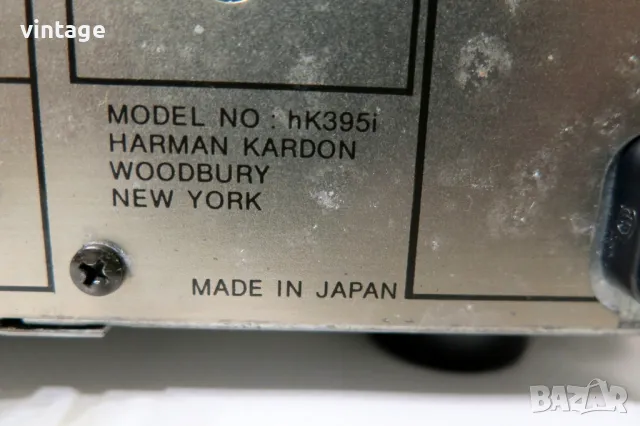 vintage
MODEL NO : hK395i
HARMAN KARDON
WOODBURY
NEW YORK
MADE IN JAPAN
BAZAR